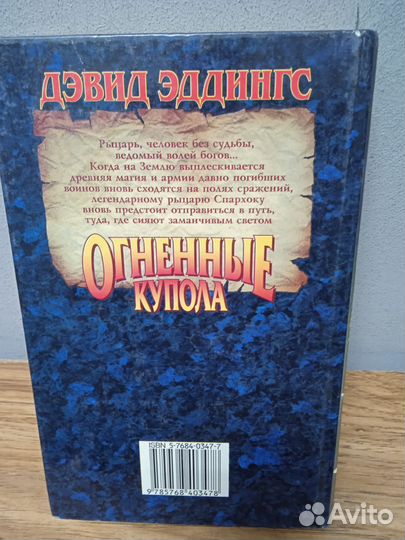 ДЭВИД ЭДДИНГС
Рыцарь, человек без судьбы,
ведомый волей богов...
Когда на Землю выплескивается
древняя магия и армии давно погибших
воинов вновь сходятся на полях сражений,
легендарному рыцарю Спархоку
вновь предстоит отправиться в путь,
туда, где сияют заманчивым светом
ОГНЕННЫЕ
КУПОЛА
ISBN 5-7684-0347-7
9 785768 403478
Avito